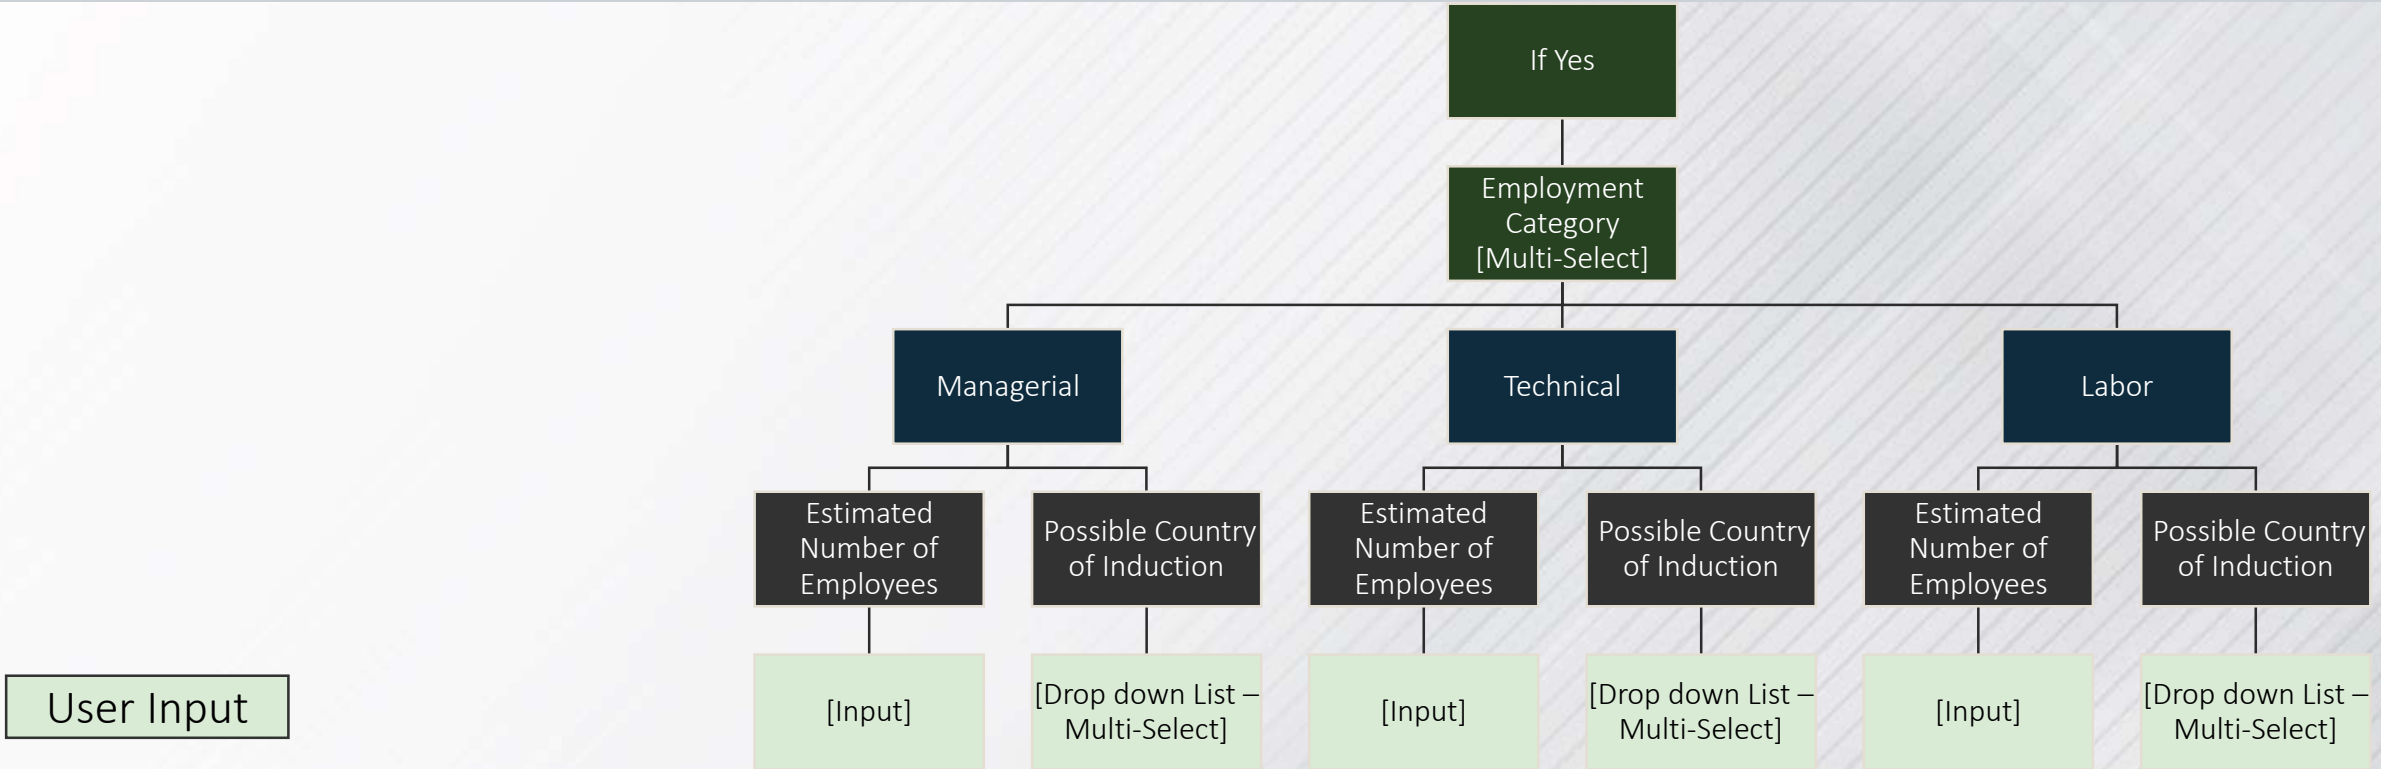 If Yes
Employment
Category
[Multi-Select]
Managerial
Technical
Labor
Estimated
Number of
Employees
Possible Country
of Induction
Estimated
Number of
Employees
Possible Country
of Induction
Estimated
Number of
Employees
Possible Country
of Induction
User Input
[Input]
[Drop down List –
Multi-Select]
[Input]
[Drop down List –
Multi-Select]
[Input]
[Drop down List –
Multi-Select]